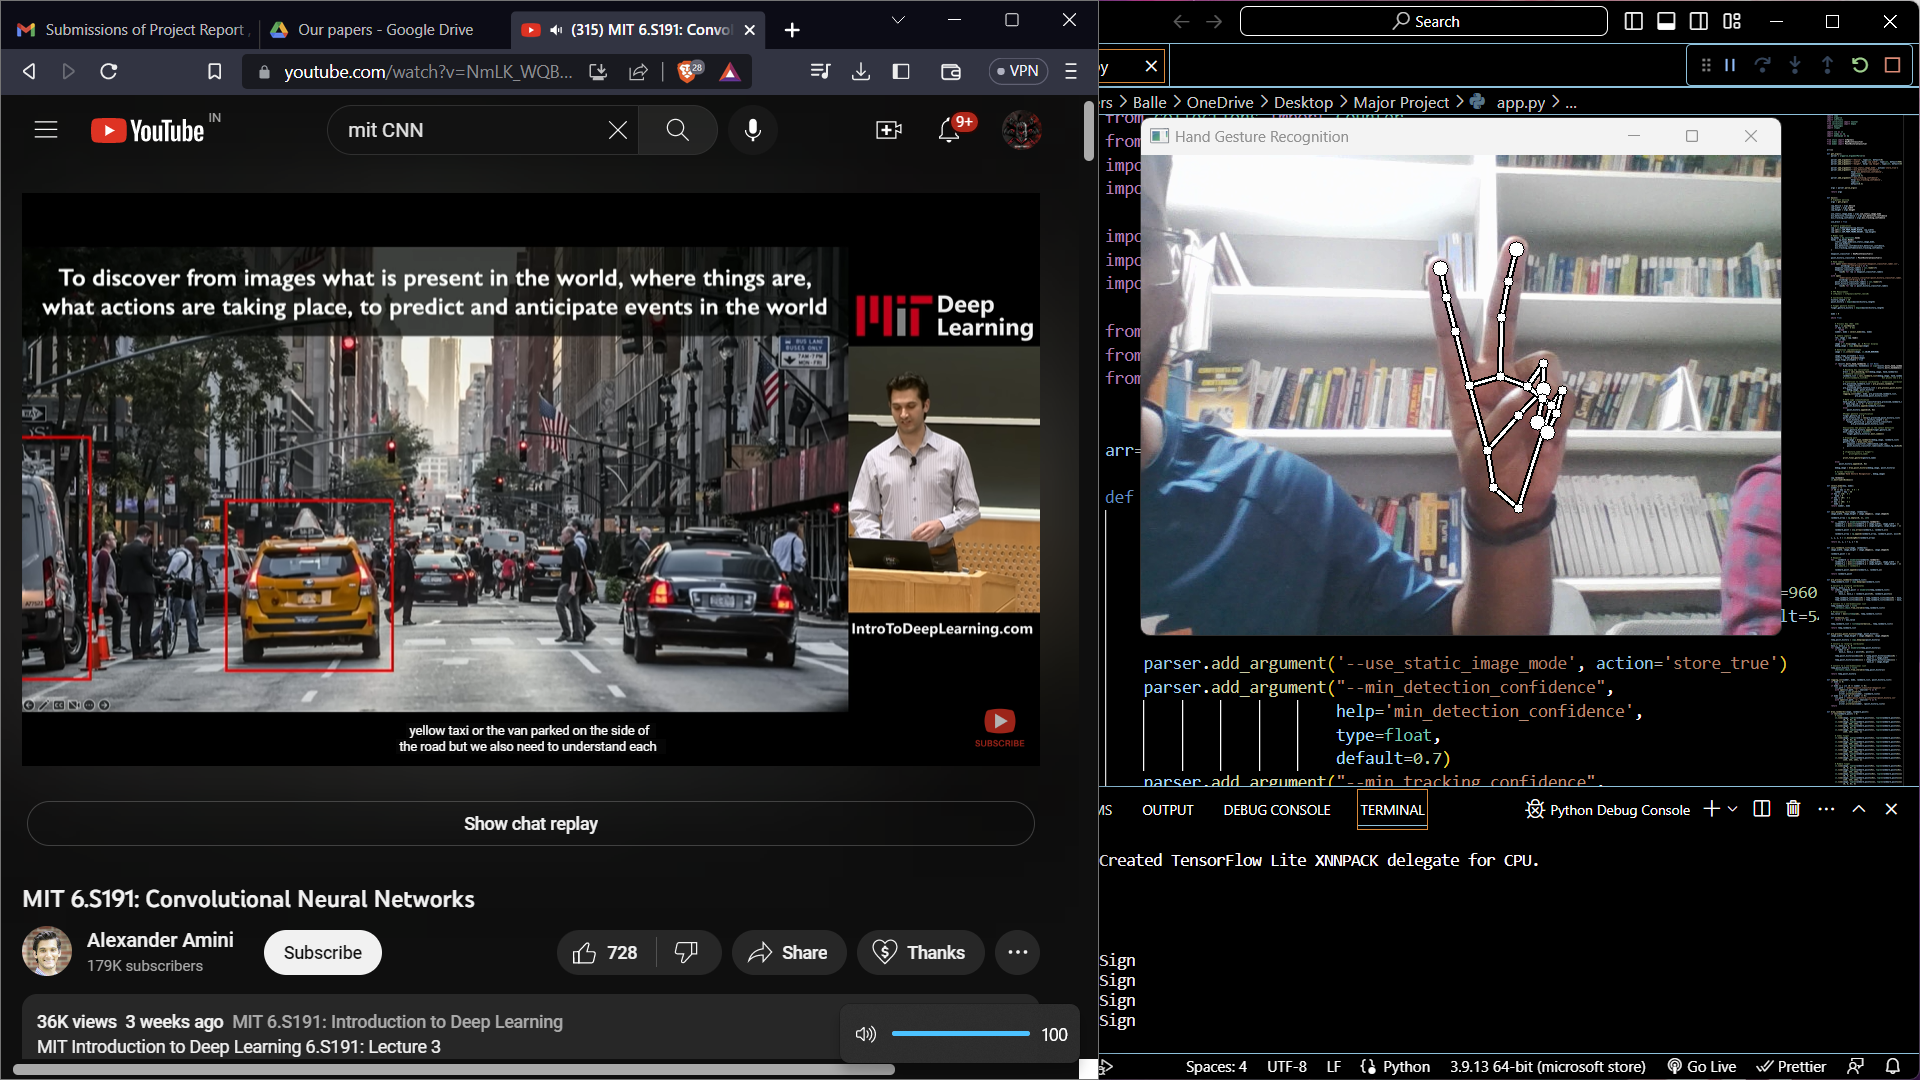 Submissions of Project Report
Our papers - Google Drive
(315) MIT 6.S191: Convol
youtube.com/watch?v=NmLK_WQB...
28
VPN
YouTube IN
mit CNN
9+
To discover from images what is present in the world, where things are,
what actions are taking place, to predict and anticipate events in the world
MIT Deep
Learning
BUS LANE
IntroToDeepLearning.com
yellow taxi or the van parked on the side of
the road but we also need to understand each
SUBSCRIBE
Show chat replay
MIT 6.S191: Convolutional Neural Networks
Alexander Amini
179K subscribers
Subscribe
728
Share
Thanks
36K views 3 weeks ago MIT 6.S191: Introduction to Deep Learning
MIT Introduction to Deep Learning 6.S191: Lecture 3
100
Search
py
rs > Balle > OneDrive > Desktop > Major Project > app.py > ...
from collections import Counter
from
impo
impo
impo
impo
impo
from
from
from
arr=
def
Hand Gesture Recognition
=960
lt=54
parser.add_argument('--use_static_image_mode', action='store_true')
parser.add_argument("--min_detection_confidence",
help='min_detection_confidence',
type=float,
default=0.7)
parser.add_argument("--min_tracking_confidence",
MS OUTPUT DEBUG CONSOLE TERMINAL Python Debug Console
Created TensorFlow Lite XNNPACK delegate for CPU.
Sign
Sign
Sign
Sign
Spaces: 4 UTF-8 LF Python 3.9.13 64-bit (microsoft store) Go Live Prettier